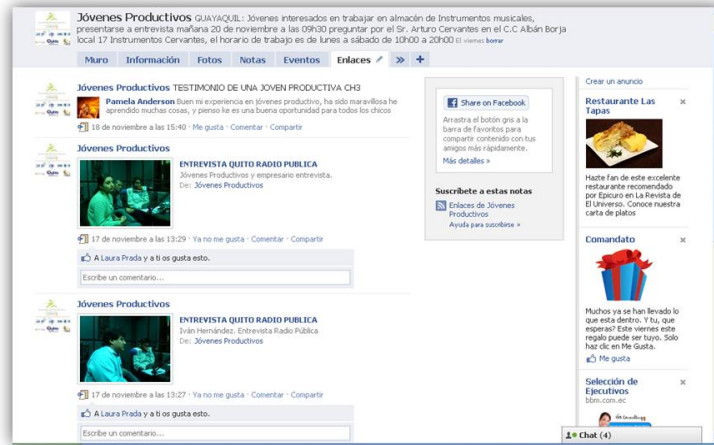 Jóvenes Productivos GUAYAQUIL: Jóvenes interesados en trabajar en almacén de Instrumentos musicales,
presentarse a entrevista mañana 20 de noviembre a las 09h30 preguntar por el Sr. Arturo Cervantes en el C.C Albán Borja
local 17 Instrumentos Cervantes, el horario de trabajo es de lunes a sábado de 10h00 a 20h00 El viernes borrar
Muro Información Fotos Notas Eventos Enlaces » +
Jóvenes Productivos TESTIMONIO DE UNA JOVEN PRODUCTIVA CH3
Pamela Anderson Buen mi experiencia en jóvenes productivo, ha sido maravillosa he
aprendido muchas cosas, y pienso ke es una buena oportunidad para todos los chicos
18 de noviembre a las 15:40 · Me gusta · Comentar · Compartir
Jóvenes Productivos
ENTREVISTA QUITO RADIO PUBLICA
Jóvenes Productivos y empresario entrevista.
De: Jóvenes Productivos
17 de noviembre a las 13:29 · Ya no me gusta · Comentar · Compartir
A Laura Prada y a ti os gusta esto.
Escribe un comentario...
Jóvenes Productivos
ENTREVISTA QUITO RADIO PUBLICA
Iván Hernández. Entrevista Radio Pública
De: Jóvenes Productivos
17 de noviembre a las 13:27 · Ya no me gusta · Comentar · Compartir
A Laura Prada y a ti os gusta esto.
Escribe un comentario...
Share on Facebook
Arrastra el botón gris a la
barra de Favoritos para
compartir contenido con tus
amigos más rápidamente.
Más detalles »
Suscríbete a estas notas
Enlaces de Jóvenes
Productivos
Ayuda para suscribirse »
Crear un anuncio
Restaurante Las
Tapas
Hazte fan de este excelente
restaurante recomendado
por Epicuro en La Revista de
El Universo. Conoce nuestra
carta de platos
Comandato
Muchos ya se han llevado lo
que esta dentro. Y tu, que
esperas? Este viernes este
regalo puede ser tuyo. Solo
haz clic en Me Gusta.
Me gusta
Selección de
Ejecutivos
bbm.com.ec
Chat (4)